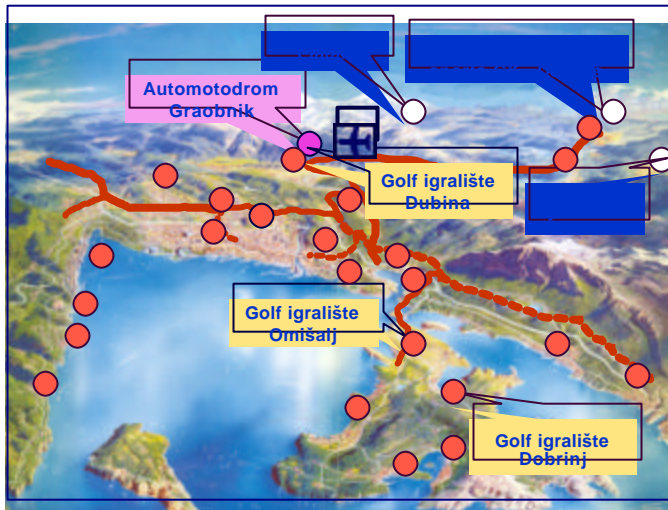 Automotodrom
Graobnik
Golf igralište
Dubina
Golf igralište
Omišalj
Golf igralište
Dobrinj